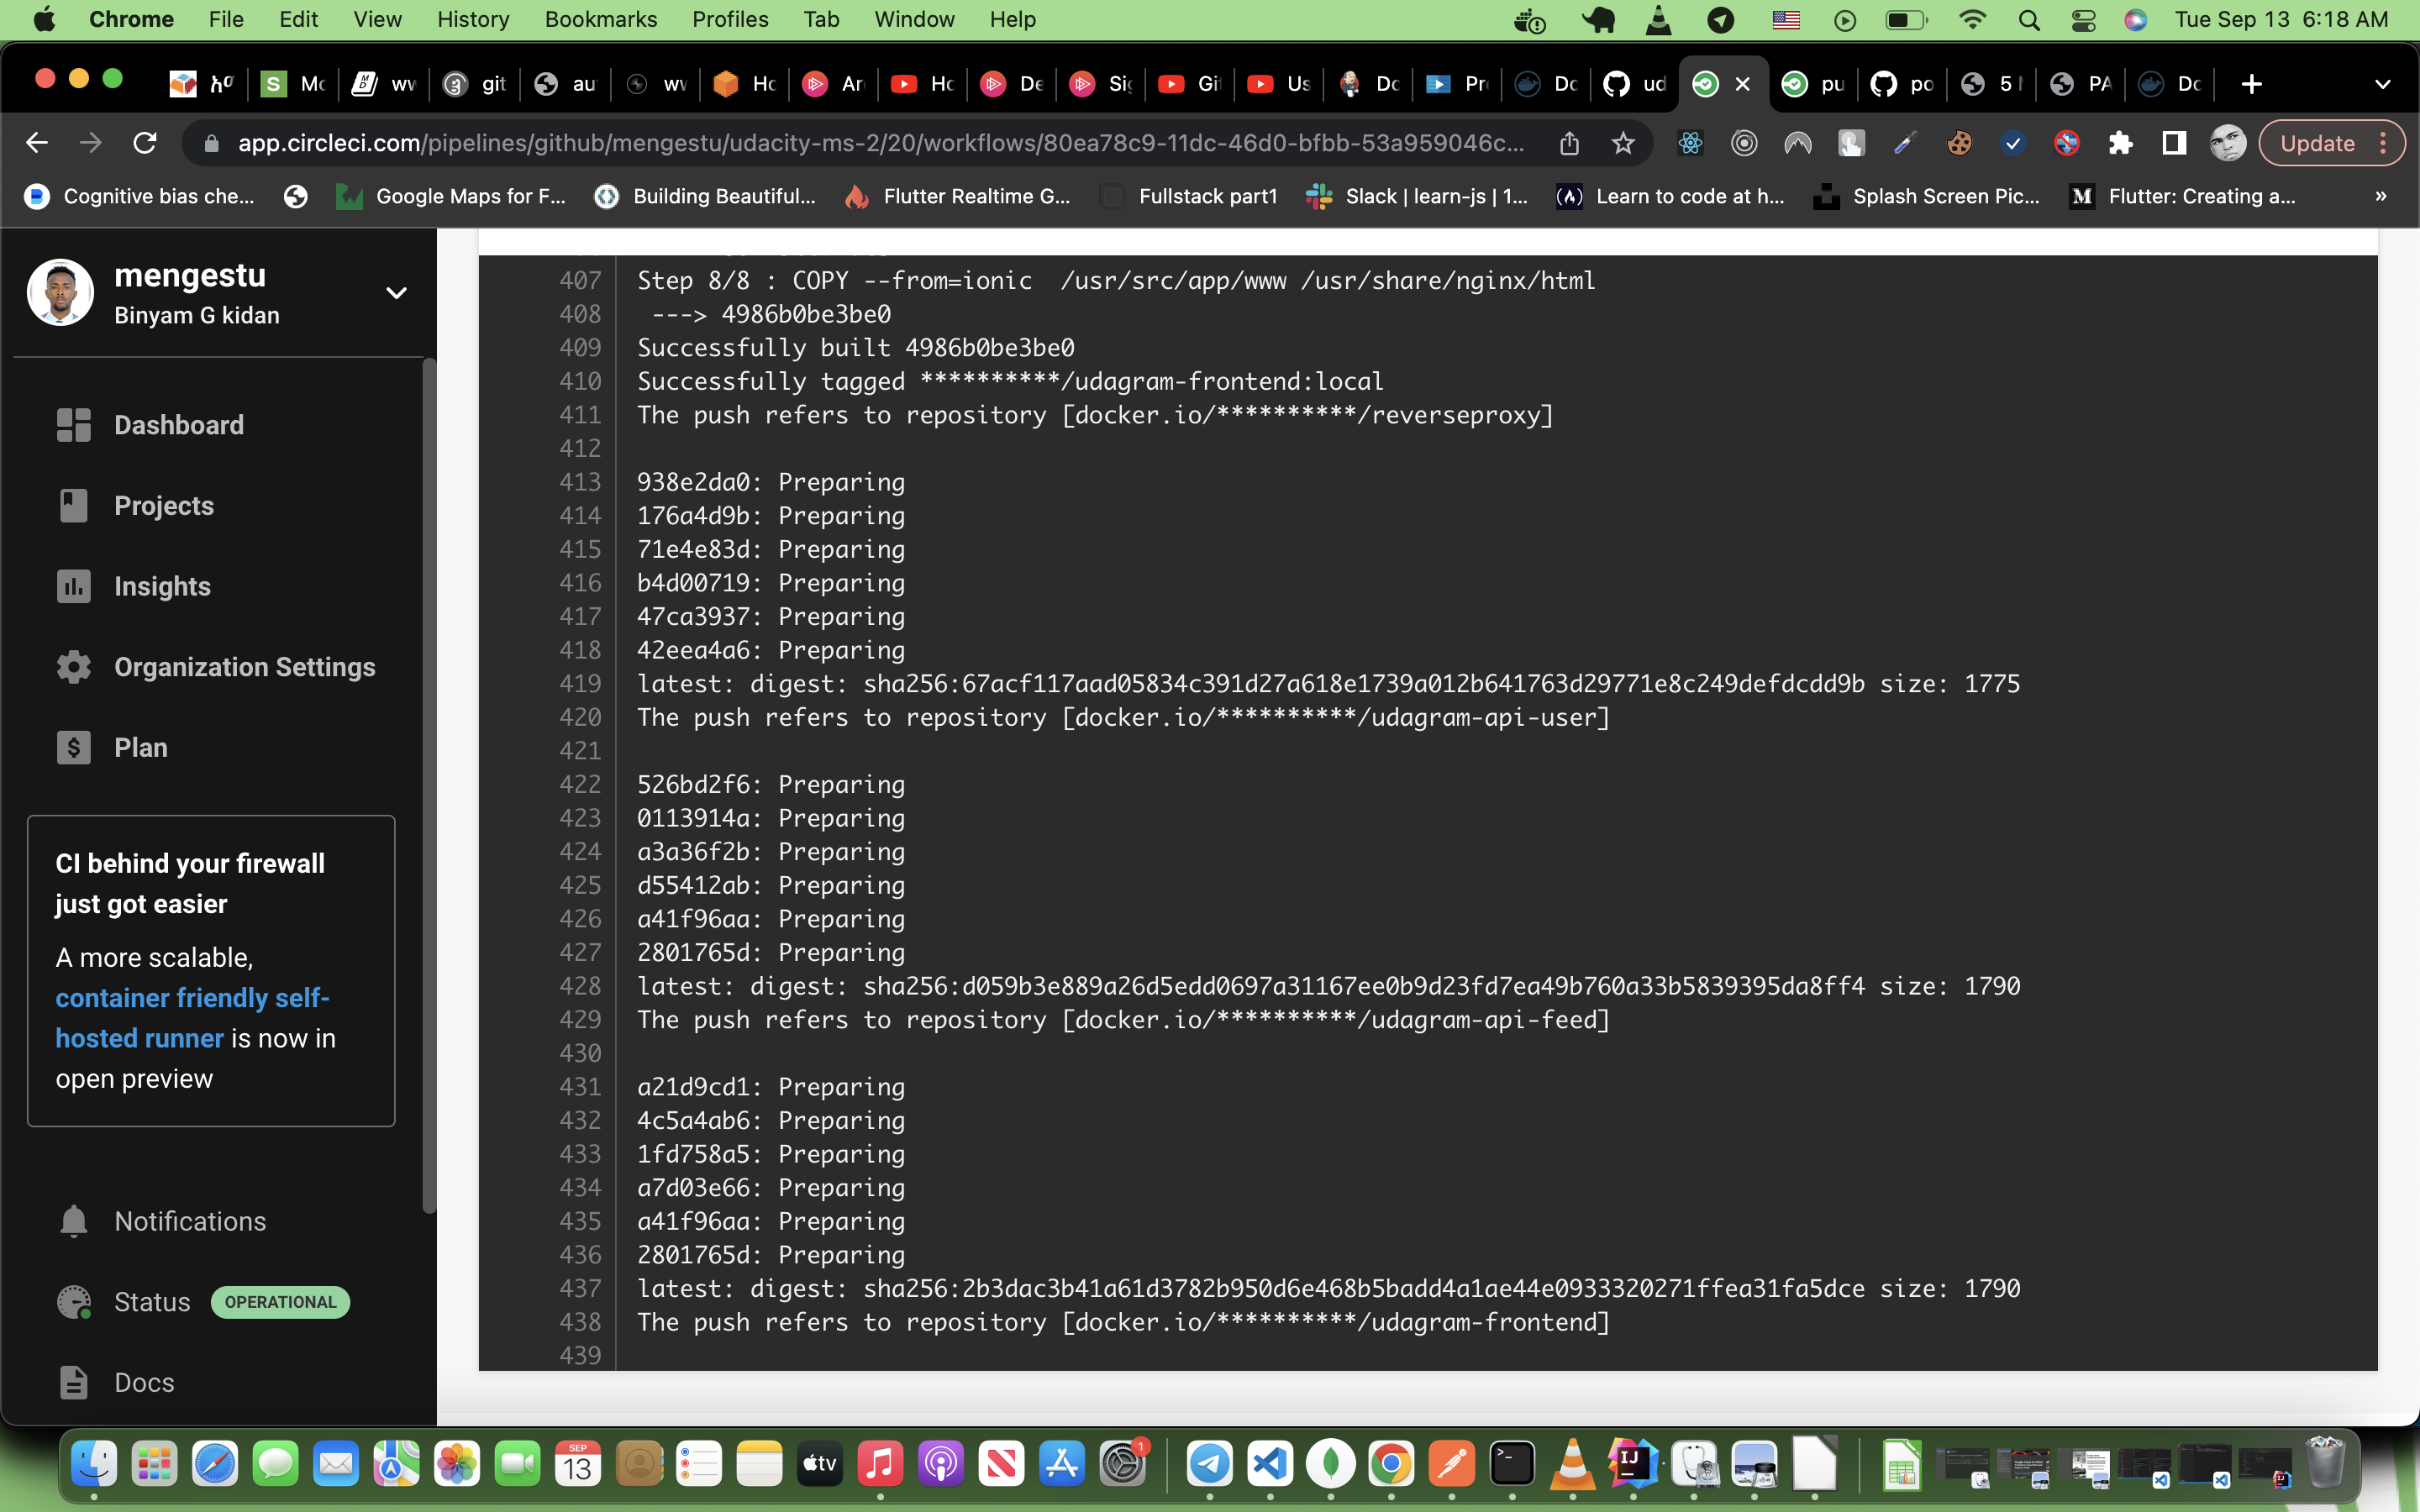 Chrome File Edit View History Bookmarks Profiles Tab Window Help Tue Sep 13 6:18 AM
አሦ Mc wv git au wv Hc Ar Hc De Sig Gi Us Dc Pr Dc ud pu po 5 PA Dc
app.circleci.com/pipelines/github/mengestu/udacity-ms-2/20/workflows/80ea78c9-11dc-46d0-bfbb-53a959046c... Update
Cognitive bias che... Google Maps for F... Building Beautiful... Flutter Realtime G... Fullstack part1 Slack | learn-js | 1... Learn to code at h... Splash Screen Pic... Flutter: Creating a... »
mengestu
Binyam G kidan
Dashboard
Projects
Insights
Organization Settings
Plan
CI behind your firewall
just got easier
A more scalable,
container friendly self-
hosted runner is now in
open preview
Notifications
Status OPERATIONAL
Docs
407 Step 8/8 : COPY --from=ionic  /usr/src/app/www /usr/share/nginx/html
408 ---> 4986b0be3be0
409 Successfully built 4986b0be3be0
410 Successfully tagged **********/udagram-frontend:local
411 The push refers to repository [docker.io/**********/reverseproxy]
412
413 938e2da0: Preparing
414 176a4d9b: Preparing
415 71e4e83d: Preparing
416 b4d00719: Preparing
417 47ca3937: Preparing
418 42eea4a6: Preparing
419 latest: digest: sha256:67acf117aad05834c391d27a618e1739a012b641763d29771e8c249defdcdd9b size: 1775
420 The push refers to repository [docker.io/**********/udagram-api-user]
421
422 526bd2f6: Preparing
423 0113914a: Preparing
424 a3a36f2b: Preparing
425 d55412ab: Preparing
426 a41f96aa: Preparing
427 2801765d: Preparing
428 latest: digest: sha256:d059b3e889a26d5edd0697a31167ee0b9d23fd7ea49b760a33b5839395da8ff4 size: 1790
429 The push refers to repository [docker.io/**********/udagram-api-feed]
430
431 a21d9cd1: Preparing
432 4c5a4ab6: Preparing
433 1fd758a5: Preparing
434 a7d03e66: Preparing
435 a41f96aa: Preparing
436 2801765d: Preparing
437 latest: digest: sha256:2b3dac3b41a61d3782b950d6e468b5badd4a1ae44e0933320271ffea31fa5dce size: 1790
438 The push refers to repository [docker.io/**********/udagram-frontend]
439
SEP
13
tv
1